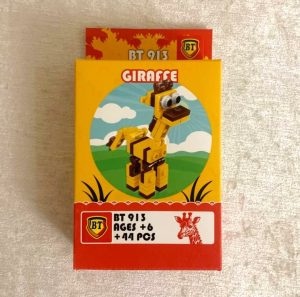 BT 913
BT
GIRAFFE
BT
BT 913
AGES +6
+44 PCS